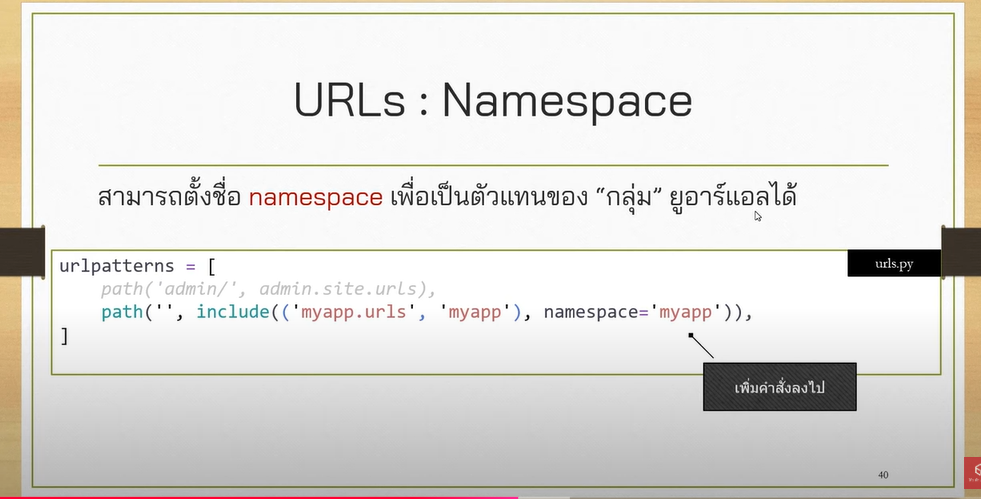 URLs : Namespace
สามารถตั้งชื่อ namespace เพื่อเป็นตัวแทนของ “กลุ่ม” ยูอาร์แอลได้
urls.py
urlpatterns = [
    path('admin/', admin.site.urls),
    path('', include(('myapp.urls', 'myapp'), namespace='myapp')),
]
เพิ่มคำสั่งลงไป
40